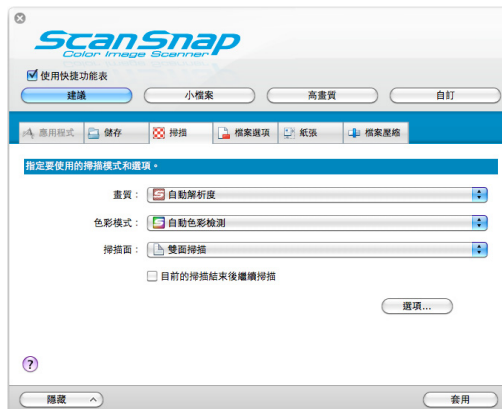 ScanSnap
Color Image Scanner
使用快捷功能表
建議 小檔案 高畫質 自訂
應用程式 儲存 掃描 檔案選項 紙張 檔案壓縮
指定要使用的掃描模式和選項。
畫質： 自動解析度
色彩模式： 自動色彩檢測
掃描面： 雙面掃描
目前的掃描結束後繼續掃描
選項...
?
隱藏 套用